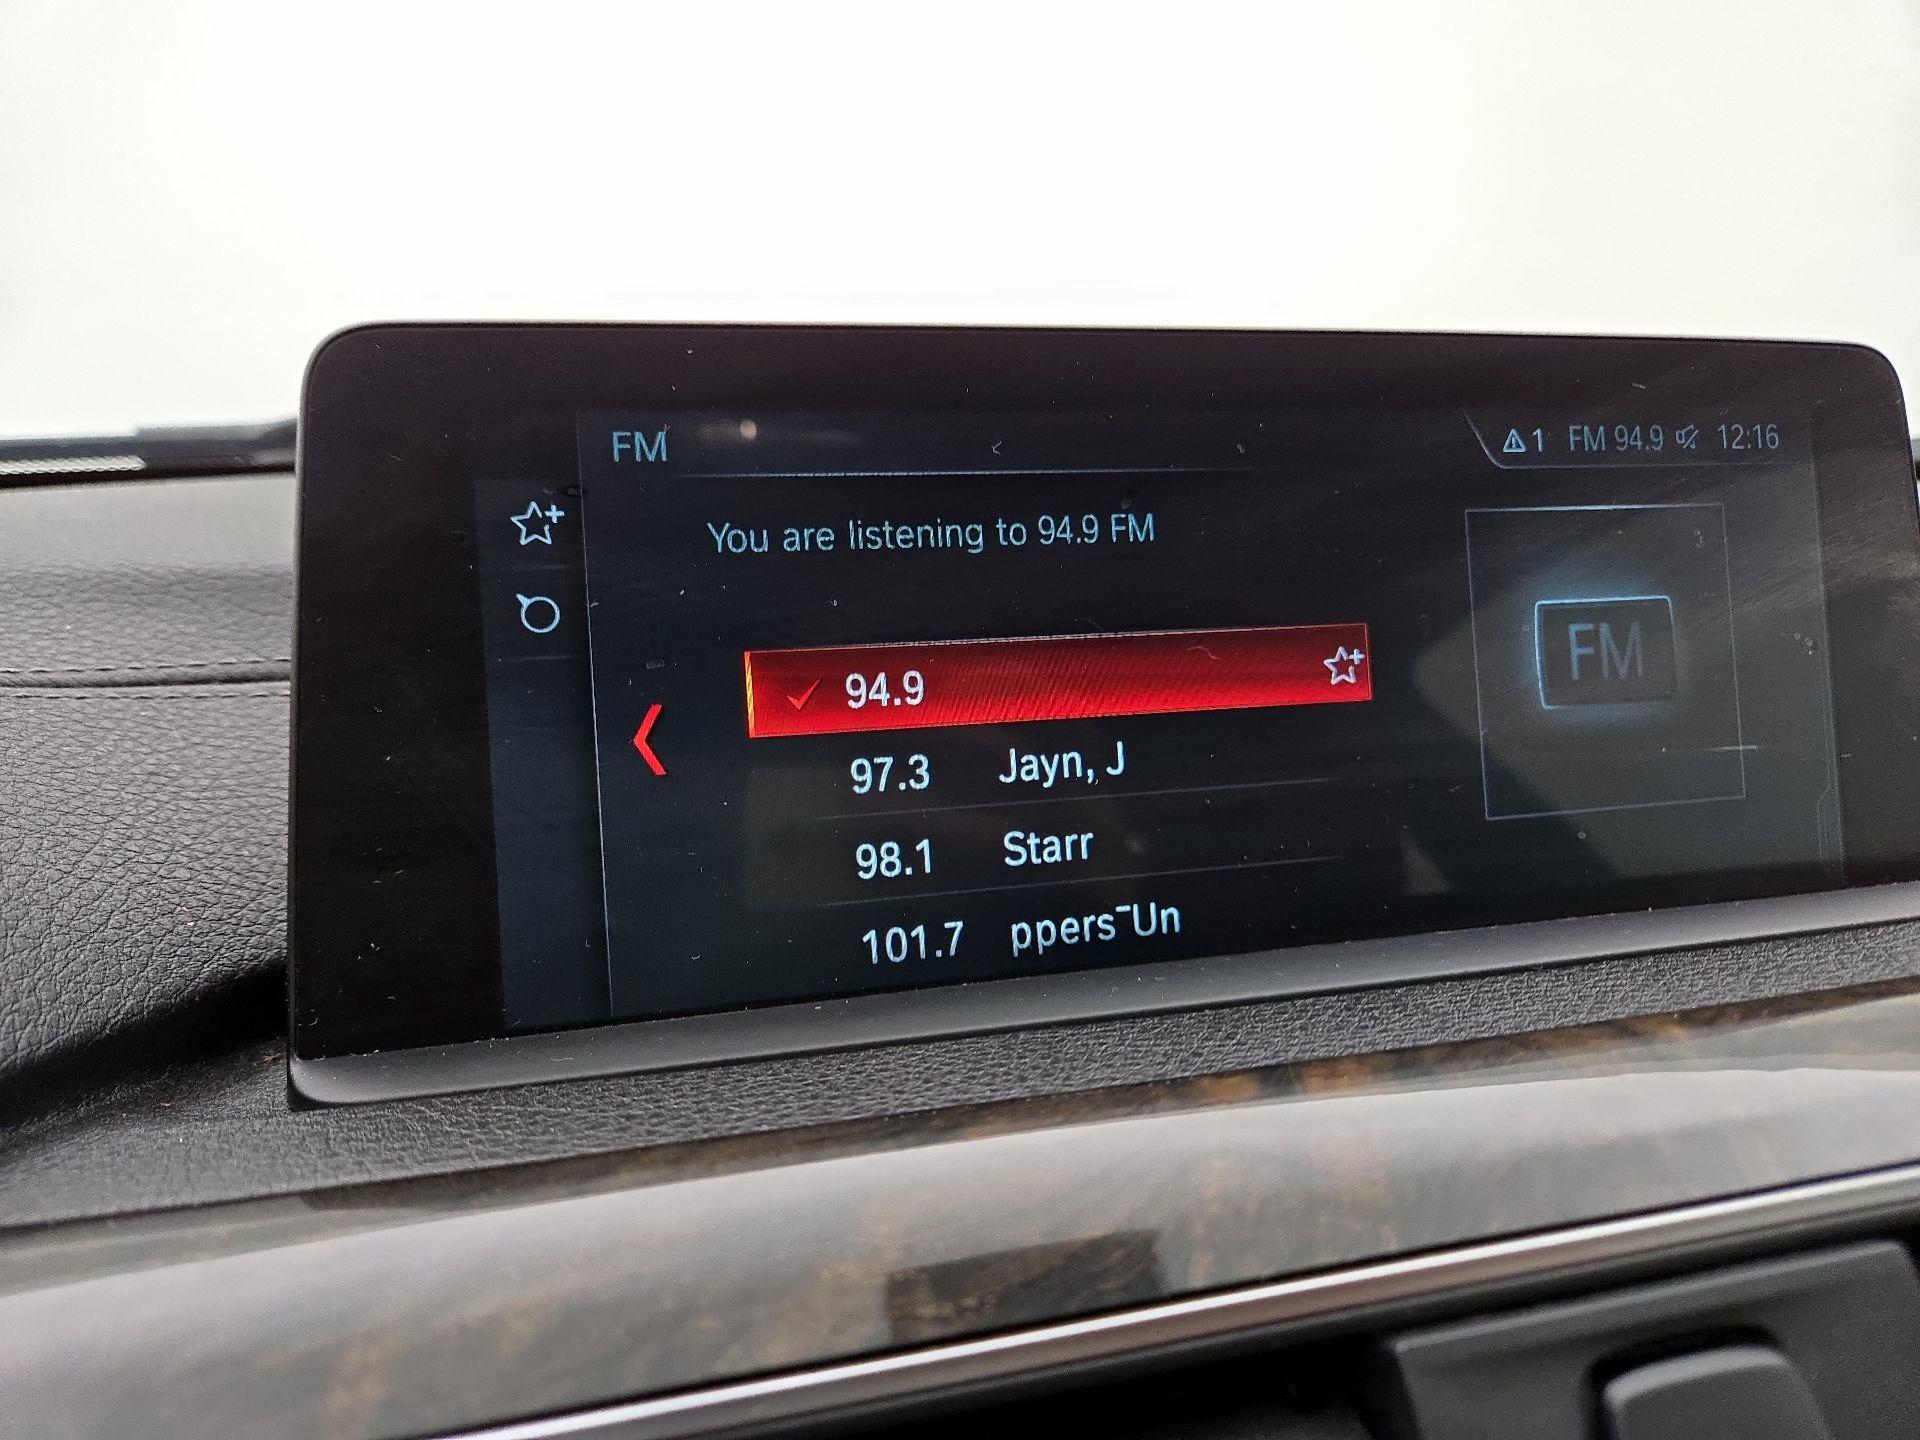 FM
1 FM 94.9 12:16
You are listening to 94.9 FM
94.9
97.3 Jayn, J
98.1 Starr
101.7 ppers¯Un
FM